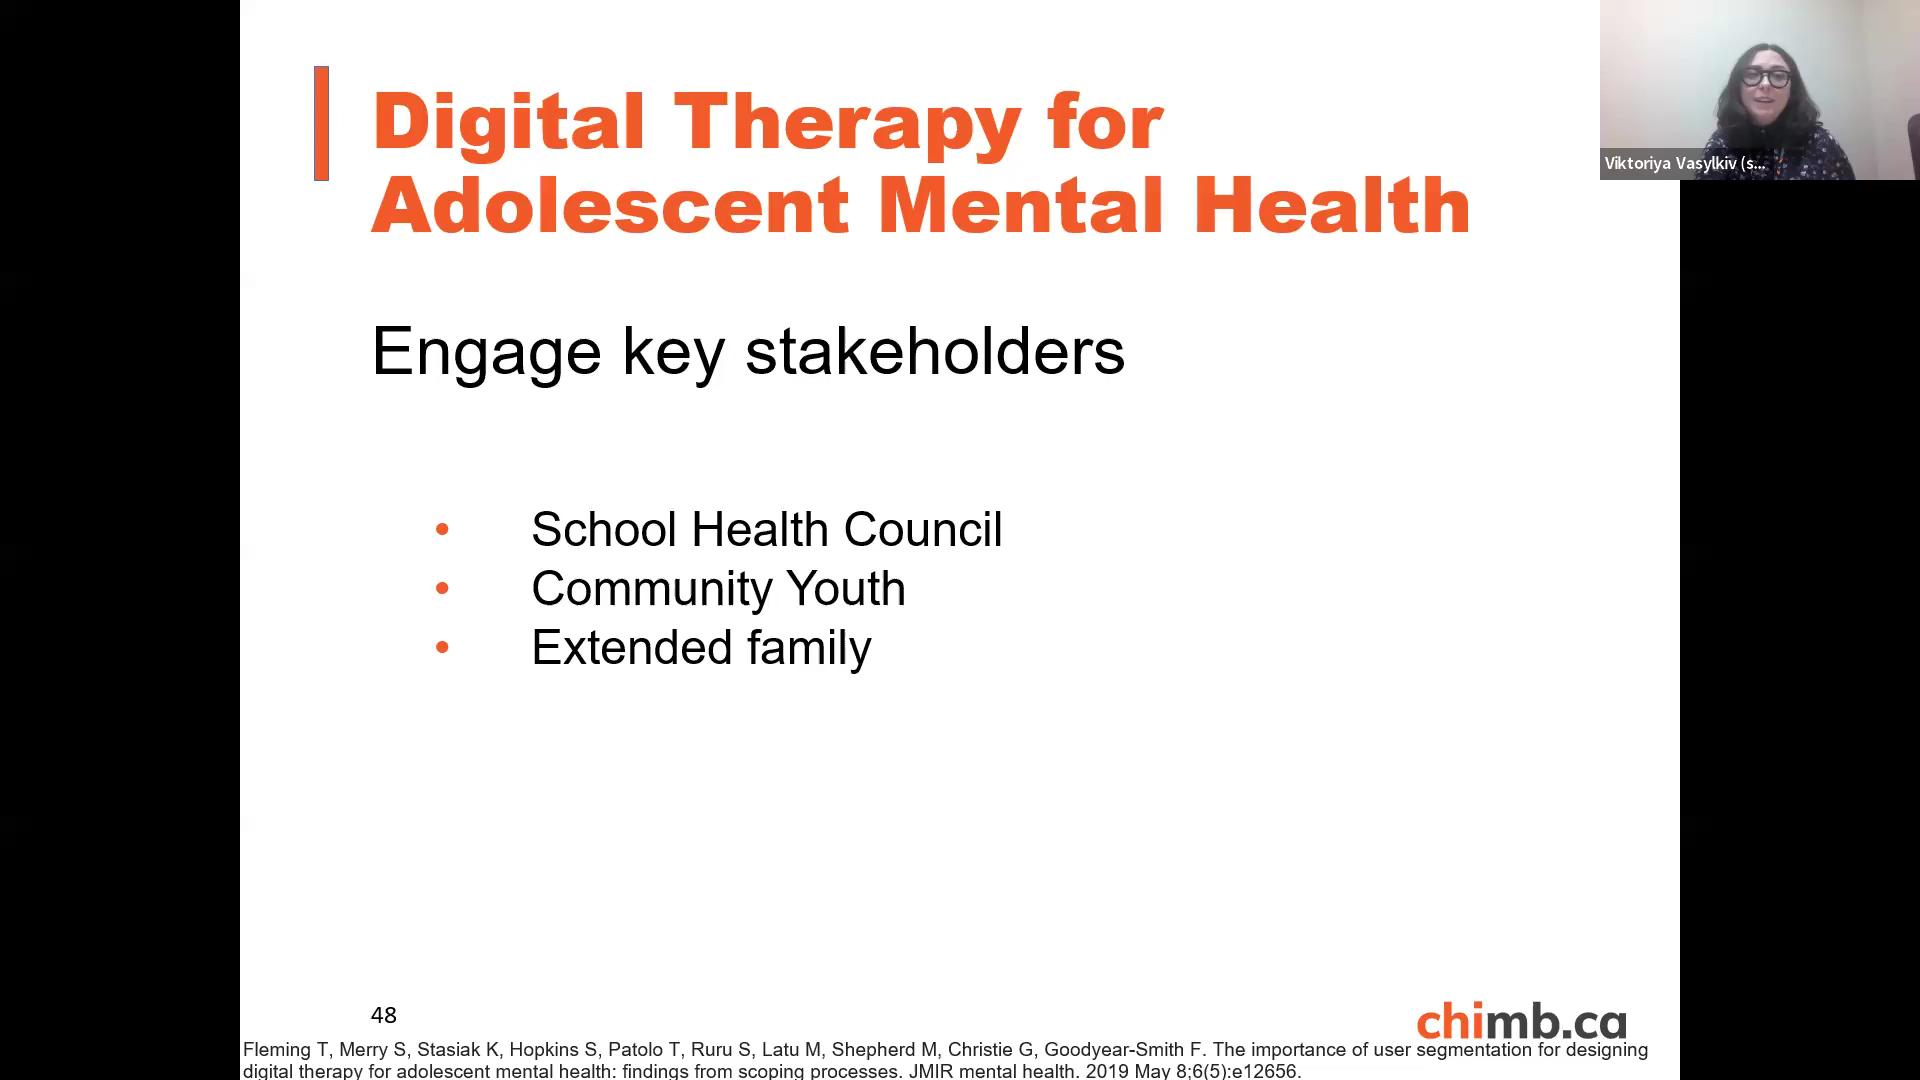 Digital Therapy for
Adolescent Mental Health
Viktoriya Vasylkiv (s...
Engage key stakeholders
• School Health Council
• Community Youth
• Extended family
48
chimb.ca
Fleming T, Merry S, Stasiak K, Hopkins S, Patolo T, Ruru S, Latu M, Shepherd M, Christie G, Goodyear-Smith F. The importance of user segmentation for designing
digital therapy for adolescent mental health: findings from scoping processes. JMIR mental health. 2019 May 8;6(5):e12656.